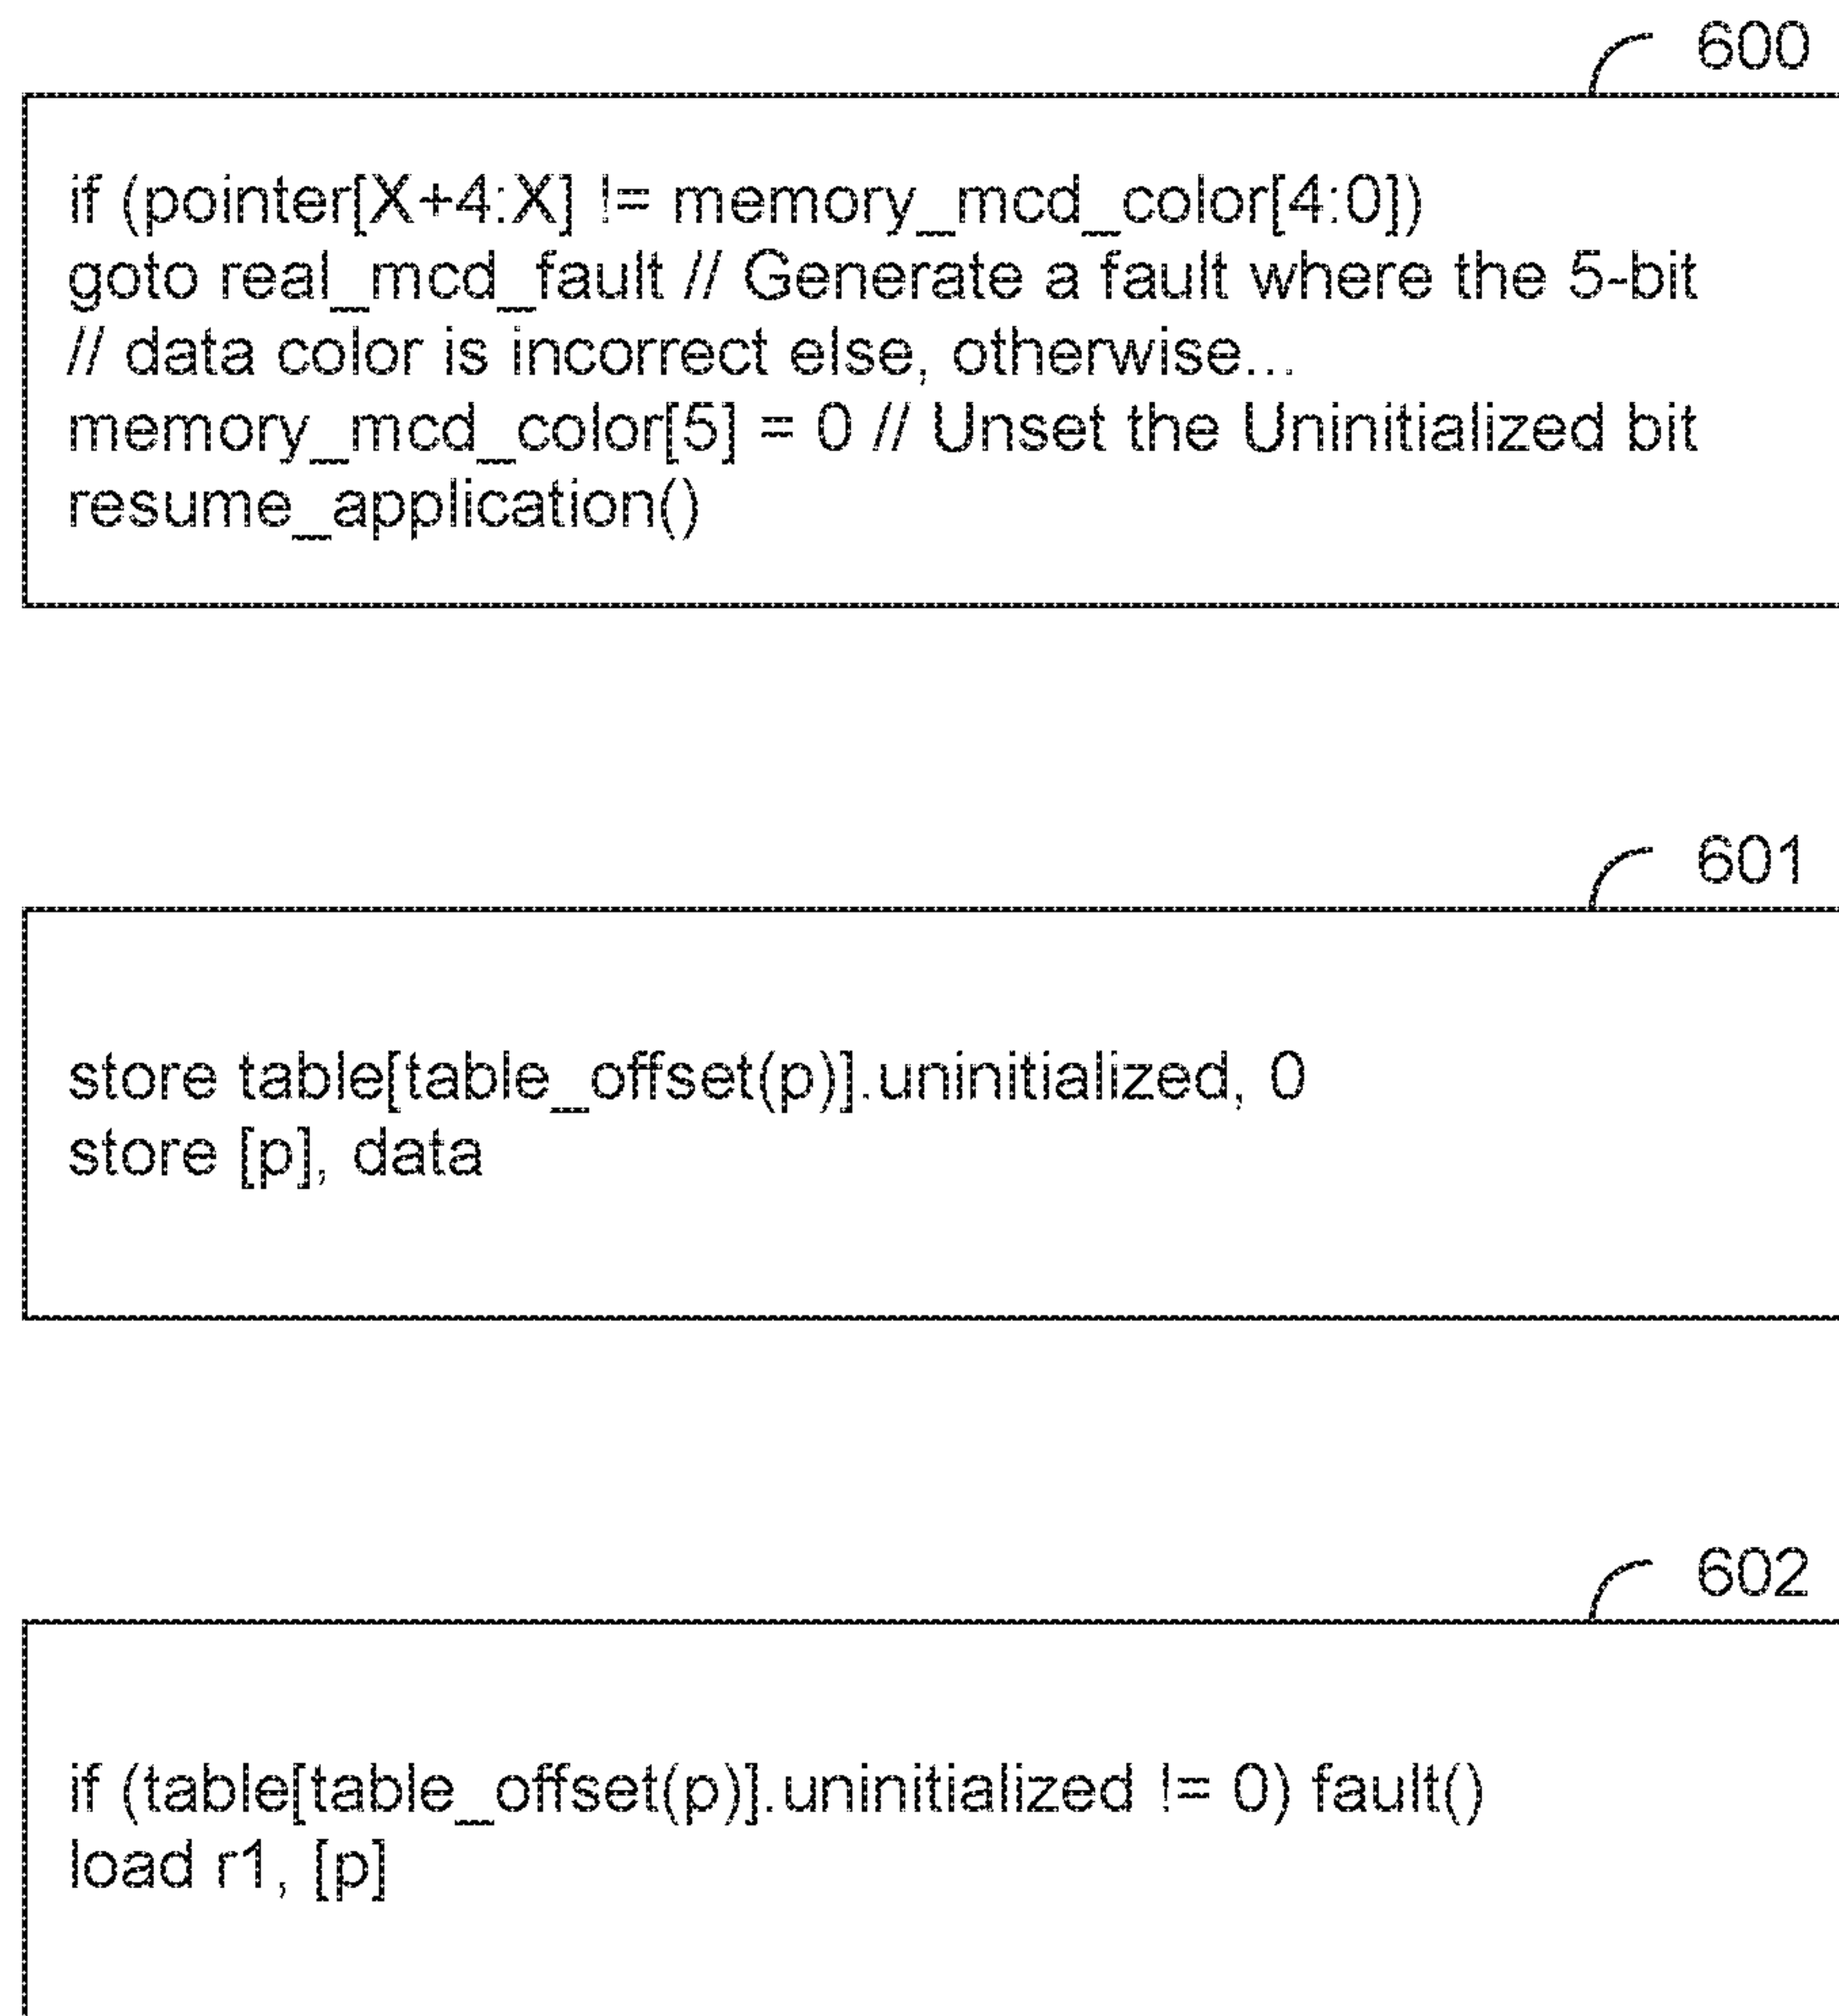 600
if (pointer[X+4:X] != memory_mcd_color[4:0])
goto real_mcd_fault // Generate a fault where the 5-bit
// data color is incorrect else, otherwise...
memory_mcd_color[5] = 0 // Unset the Uninitialized bit
resume_application()
601
store table[table_offset(p)].uninitialized, 0
store [p], data
602
if (table[table_offset(p)].uninitialized != 0) fault()
load r1, [p]